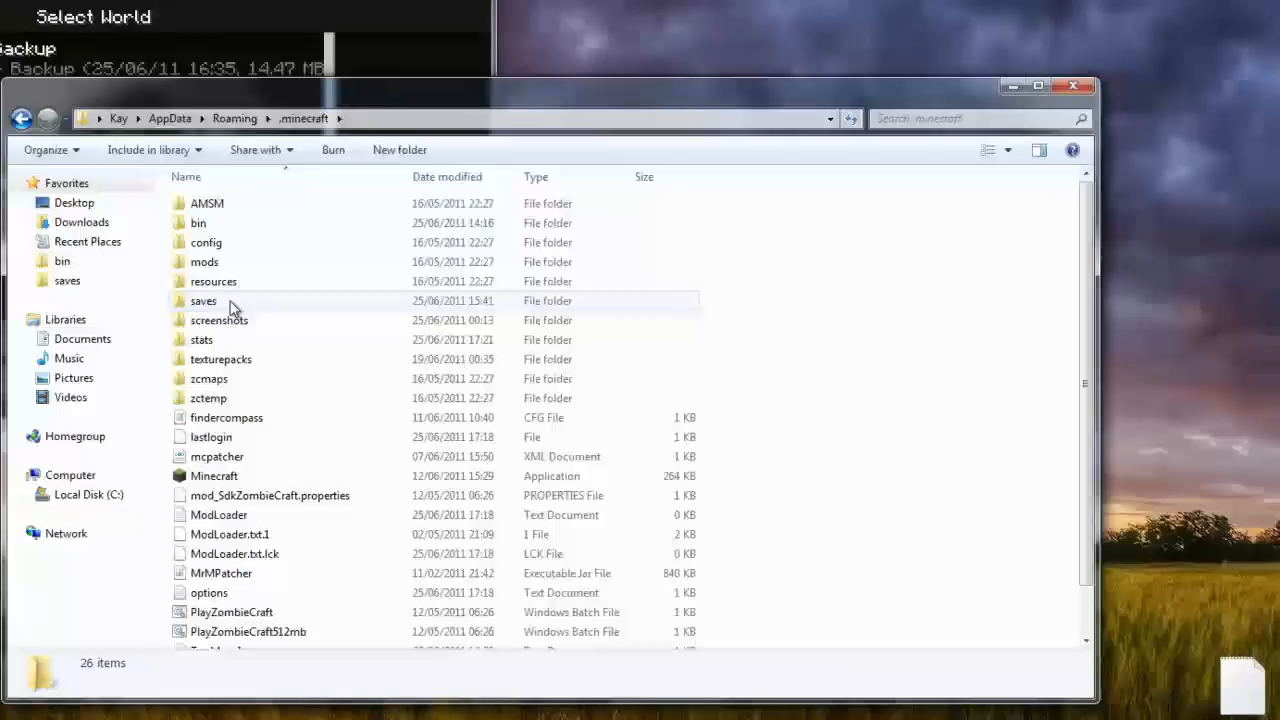 Select World
Backup
Backup (25/06/11 16:35, 14.47 MB
Kay AppData Roaming .minecraft
Search .minecraft
Organize Include in library Share with Burn New folder
Name Date modified Type Size
Favorites
Desktop
Downloads
Recent Places
bin
saves
Libraries
Documents
Music
Pictures
Videos
Homegroup
Computer
Local Disk (C:)
Network
AMSM 16/05/2011 22:27 File folder
bin 25/06/2011 14:16 File folder
config 16/05/2011 22:27 File folder
mods 16/05/2011 22:27 File folder
resources 16/05/2011 22:27 File folder
saves 25/06/2011 15:41 File folder
screenshots 25/06/2011 00:13 File folder
stats 25/06/2011 17:21 File folder
texturepacks 19/06/2011 00:35 File folder
zcmaps 16/05/2011 22:27 File folder
zctemp 16/05/2011 22:27 File folder
findercompass 11/06/2011 10:40 CFG File 1 KB
lastlogin 25/06/2011 17:18 File 1 KB
mcpatcher 07/06/2011 15:50 XML Document 1 KB
Minecraft 12/06/2011 15:29 Application 264 KB
mod_SdkZombieCraft.properties 12/05/2011 06:26 PROPERTIES File 1 KB
ModLoader 25/06/2011 17:18 Text Document 0 KB
ModLoader.txt.1 02/05/2011 21:09 1 File 2 KB
ModLoader.txt.lck 25/06/2011 17:18 LCK File 0 KB
MrMPatcher 11/02/2011 21:42 Executable Jar File 840 KB
options 25/06/2011 17:18 Text Document 1 KB
PlayZombieCraft 12/05/2011 06:26 Windows Batch File 1 KB
PlayZombieCraft512mb 12/05/2011 06:26 Windows Batch File 1 KB
26 items